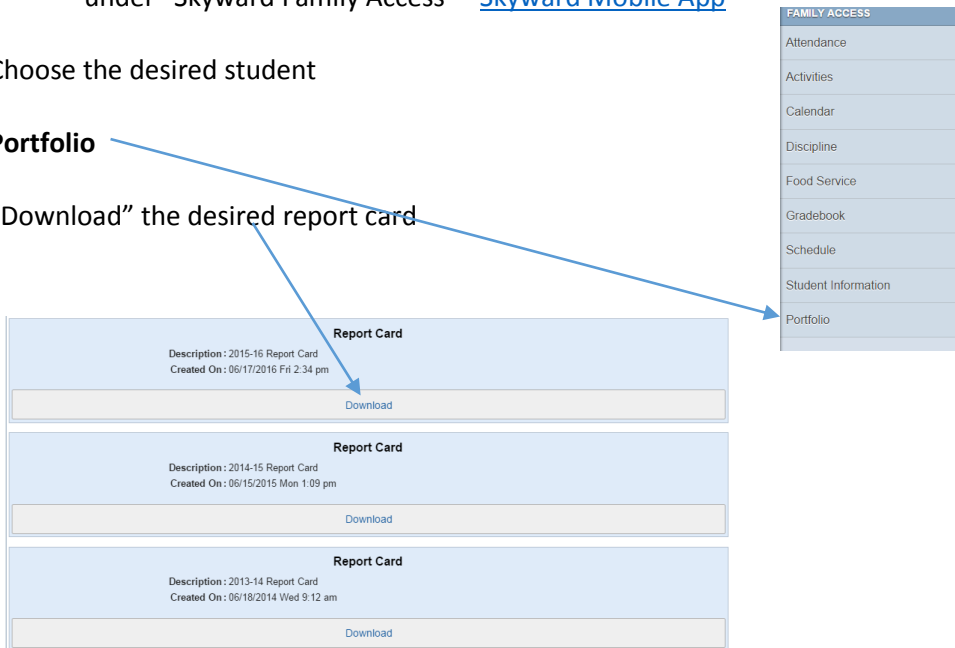 under “Skyward Family Access” Skyward Mobile App
Choose the desired student
Portfolio
“Download” the desired report card
FAMILY ACCESS
Attendance
Activities
Calendar
Discipline
Food Service
Gradebook
Schedule
Student Information
Portfolio
Report Card
Description : 2015-16 Report Card
Created On : 06/17/2016 Fri 2:34 pm
Download
Report Card
Description : 2014-15 Report Card
Created On : 06/15/2015 Mon 1:09 pm
Download
Report Card
Description : 2013-14 Report Card
Created On : 06/18/2014 Wed 9:12 am
Download